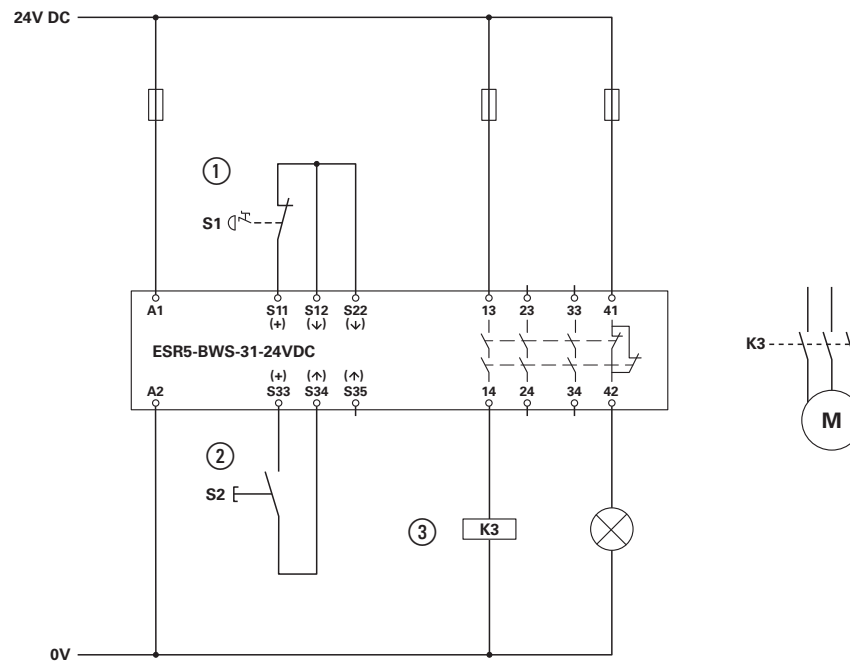 24V DC
1
S1
A1 S11 S12 S22 13 23 33 41
(+) (↓) (↓)
ESR5-BWS-31-24VDC
K3
(+) (↑) (↑)
A2 S33 S34 S35 14 24 34 42
M
2
S2
3 K3
0V